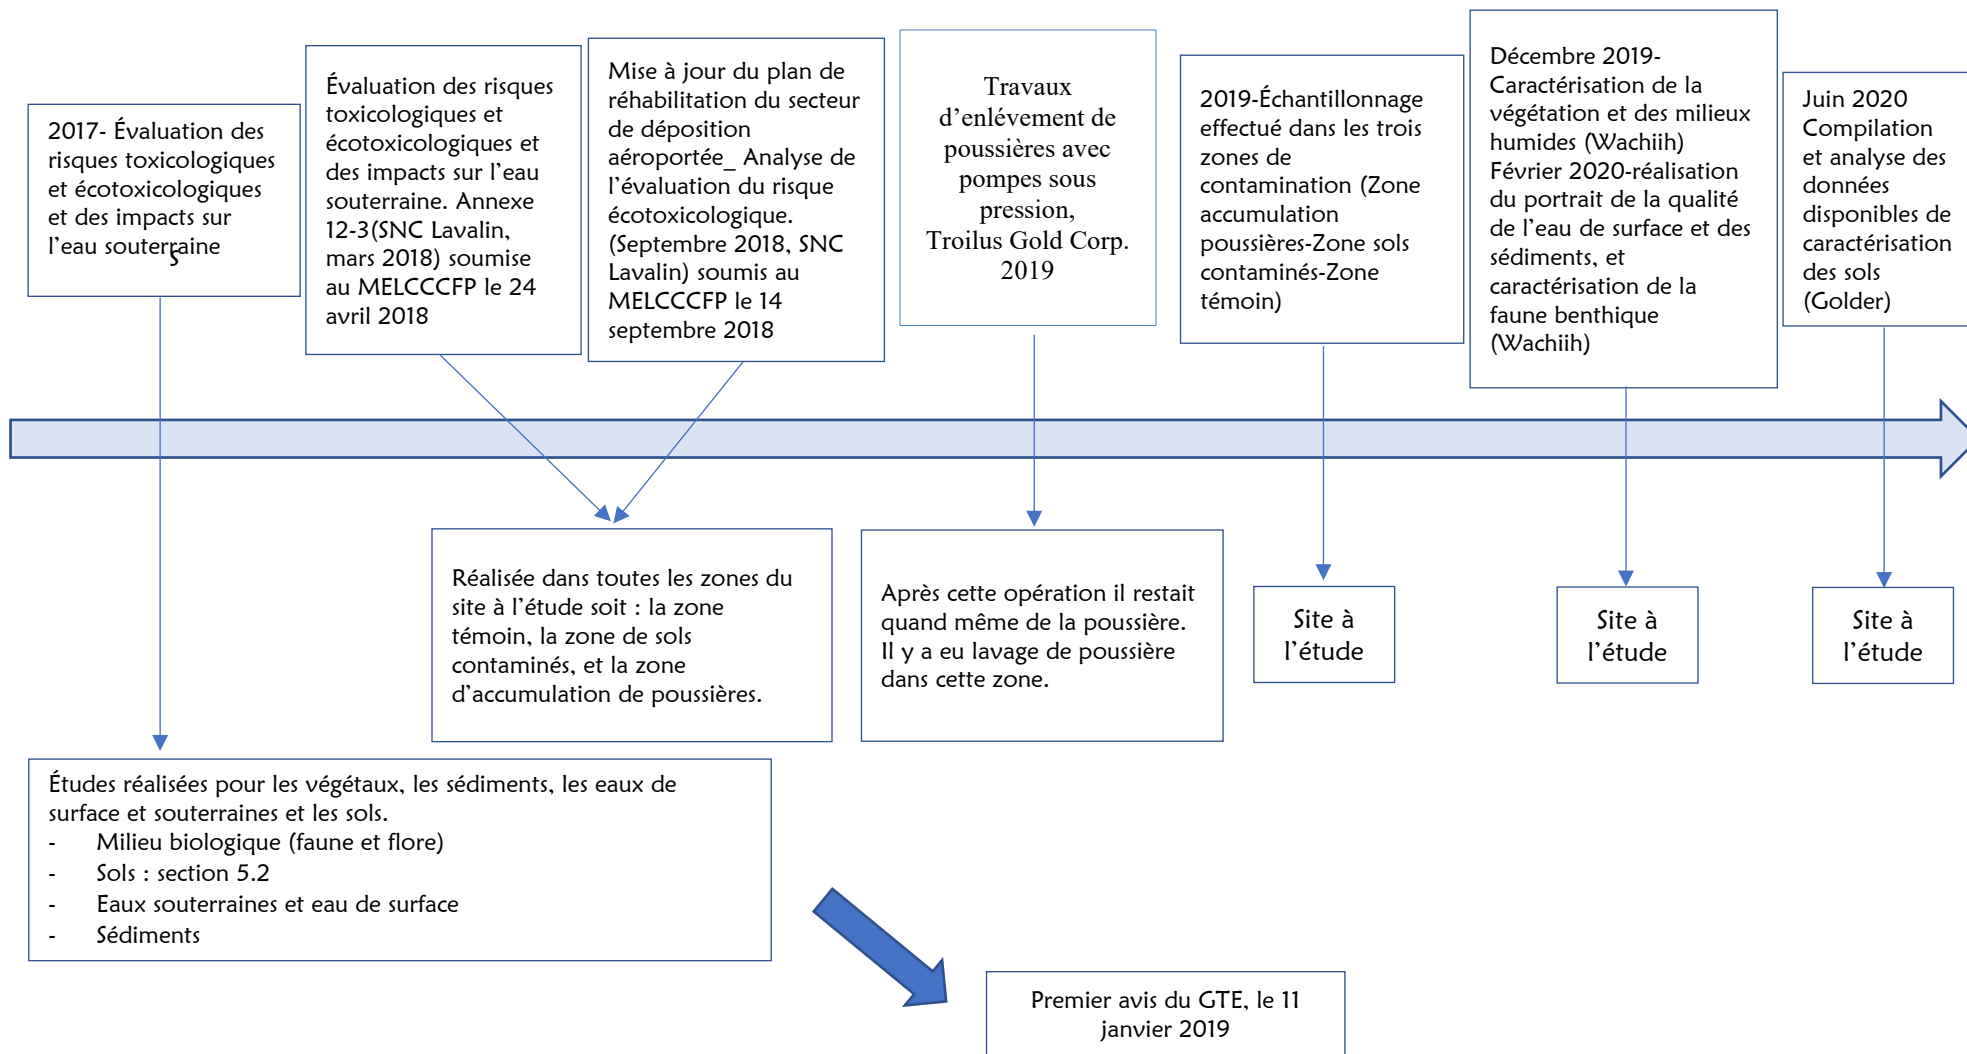 2017- Évaluation des
risques toxicologiques
et écotoxicologiques
et des impacts sur
l'eau souterraine
s
Évaluation des risques
toxicologiques et
écotoxicologiques et
des impacts sur l'eau
souterraine. Annexe
12-3(SNC Lavalin,
mars 2018) soumise
au MELCCCFP le 24
avril 2018
Mise à jour du plan de
réhabilitation du secteur
de déposition
aéroportée_ Analyse de
l'évaluation du risque
écotoxicologique.
(Septembre 2018, SNC
Lavalin) soumis au
MELCCCFP le 14
septembre 2018
Travaux
d'enlévement de
poussières avec
pompes sous
pression,
Troilus Gold Corp.
2019
2019-Échantillonnage
effectué dans les trois
zones de
contamination (Zone
accumulation
poussières-Zone sols
contaminés-Zone
témoin)
Décembre 2019-
Caractérisation de la
végétation et des milieux
humides (Wachiih)
Février 2020-réalisation
du portrait de la qualité
de l'eau de surface et des
sédiments, et
caractérisation de la
faune benthique
(Wachiih)
Juin 2020
Compilation
et analyse des
données
disponibles de
caractérisation
des sols
(Golder)
Réalisée dans toutes les zones du
site à l'étude soit : la zone
témoin, la zone de sols
contaminés, et la zone
d'accumulation de poussières.
Après cette opération il restait
quand même de la poussière.
Il y a eu lavage de poussière
dans cette zone.
Site à
l'étude
Site à
l'étude
Site à
l'étude
Études réalisées pour les végétaux, les sédiments, les eaux de
surface et souterraines et les sols.
- Milieu biologique (faune et flore)
- Sols : section 5.2
- Eaux souterraines et eau de surface
- Sédiments
Premier avis du GTE, le 11
janvier 2019